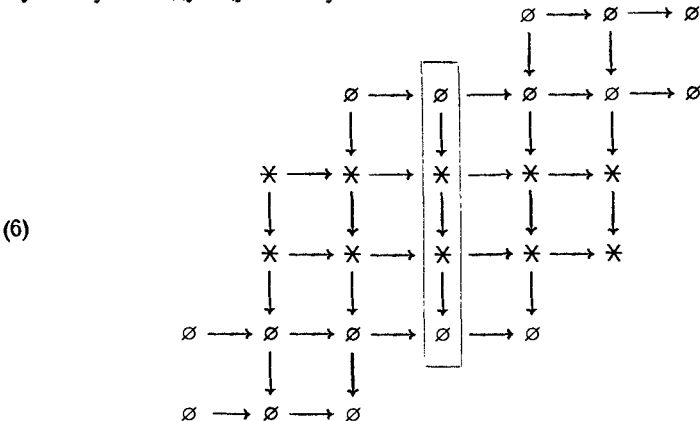 ∅ → ∅ → ∅
↓ ↓
∅ → ∅ → ∅ → ∅ → ∅
↓ ↓ ↓ ↓
* → * → * → * → *
↓ ↓ ↓ ↓ ↓
(6)
* → * → * → * → *
↓ ↓ ↓ ↓
∅ → ∅ → ∅ → ∅ → ∅
↓ ↓
∅ → ∅ → ∅